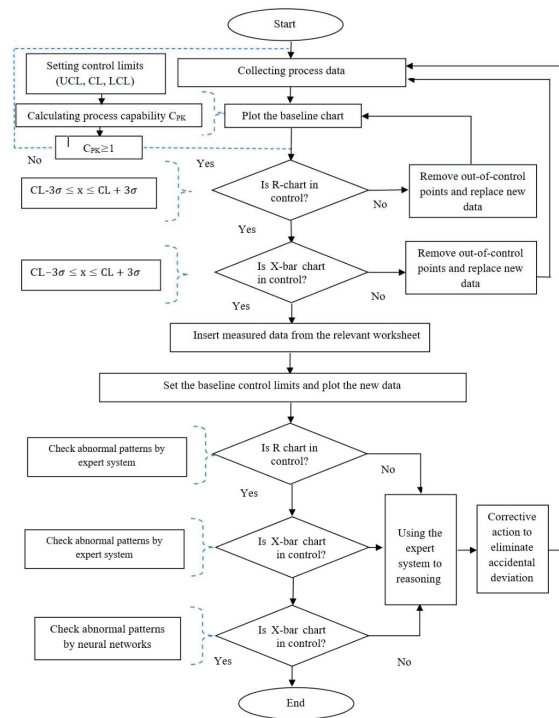 Start
Setting control limits
(UCL, CL, LCL)
Collecting process data
Calculating process capability CPK
Plot the baseline chart
CPK≥1
No
Yes
Is R-chart in
control?
No
Remove out-of-control
points and replace new
data
CL-3σ ≤ x ≤ CL + 3σ
Yes
Is X-bar chart
in control?
No
Remove out-of-control
points and replace new
data
CL−3σ ≤ x ≤ CL + 3σ
Yes
Insert measured data from the relevant worksheet
Set the baseline control limits and plot the new data
Is R chart in
control?
No
Check abnormal patterns by
expert system
Yes
Is X-bar chart
in control?
Check abnormal patterns by
expert system
Using the
expert
system to
reasoning
Corrective
action to
eliminate
accidental
deviation
Is X-bar chart
in control?
Check abnormal patterns
by neural networks
Yes
No
End